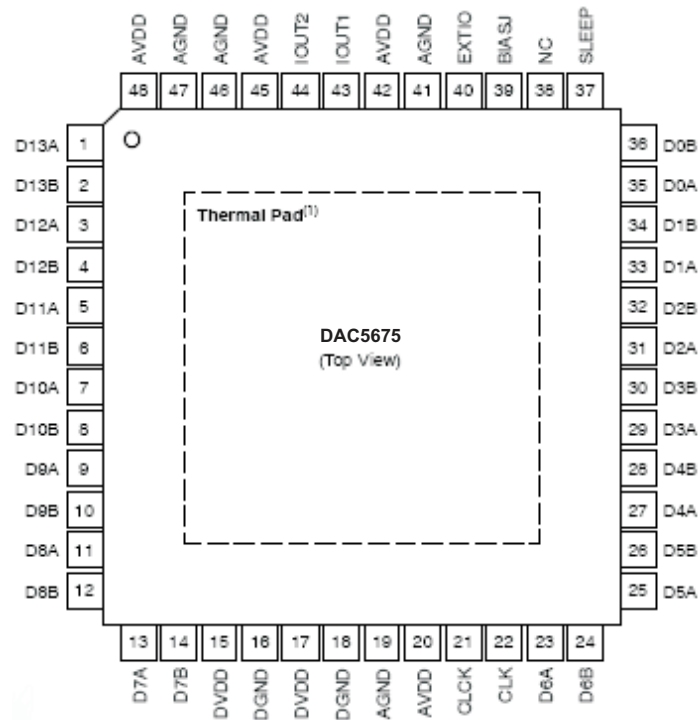 AVDD
AGND
AGND
AVDD
IOUT2
IOUT1
AVDD
AGND
EXTIO
BIASJ
NC
SLEEP
48 47 46 45 44 43 42 41 40 39 38 37
D13A 1
D13B 2
D12A 3
D12B 4
D11A 5
D11B 6
D10A 7
D10B 8
D9A 9
D9B 10
D8A 11
D8B 12
Thermal Pad(1)
DAC5675
(Top View)
36 D0B
35 D0A
34 D1B
33 D1A
32 D2B
31 D2A
30 D3B
29 D3A
28 D4B
27 D4A
26 D5B
25 D5A
13 14 15 16 17 18 19 20 21 22 23 24
D7A
D7B
DVDD
DGND
DVDD
DGND
AGND
AVDD
CLCK
CLK
D6A
D6B